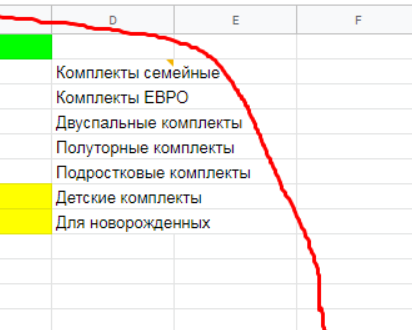 D E F
Комплекты семейные
Комплекты ЕВРО
Двуспальные комплекты
Полуторные комплекты
Подростковые комплекты
Детские комплекты
Для новорожденных